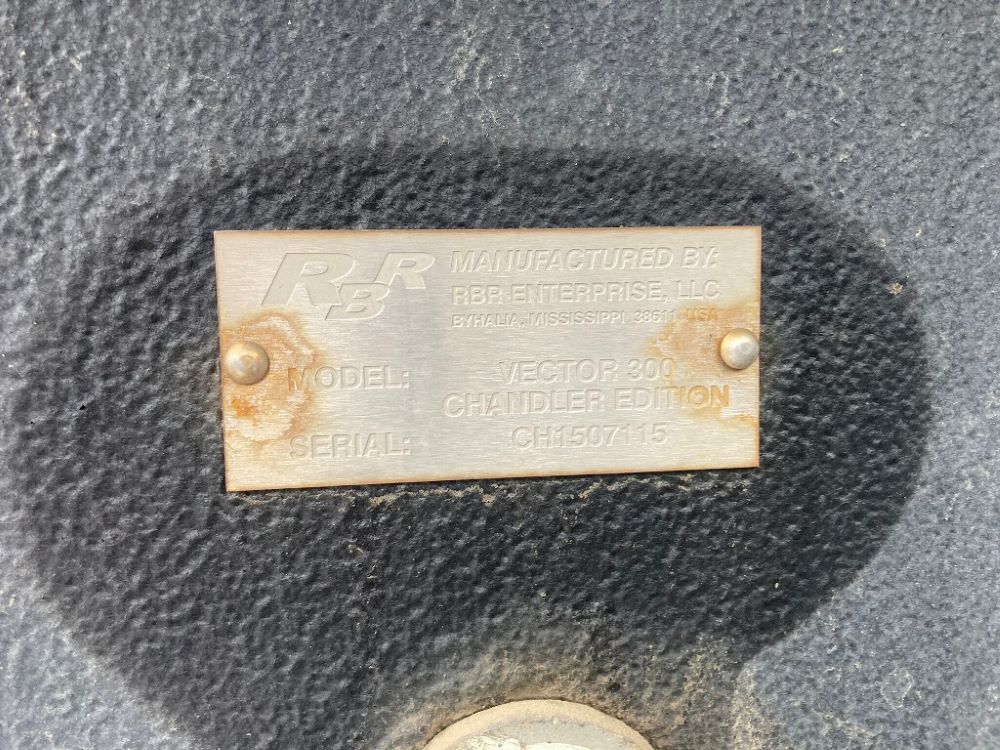 RBR
MANUFACTURED BY:
RBR ENTERPRISE, LLC
BYHALIA, MISSISSIPPI 38611 USA
MODEL: VECTOR 300
CHANDLER EDITION
SERIAL: CH1507115